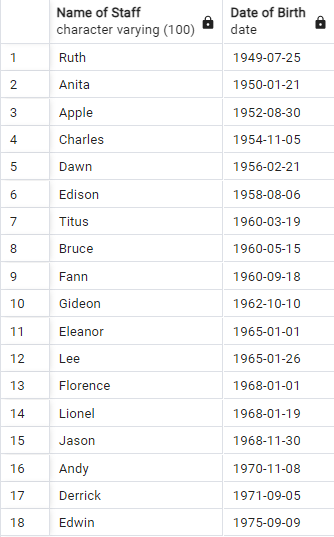 Name of Staff Date of Birth
character varying (100) date
1 Ruth 1949-07-25
2 Anita 1950-01-21
3 Apple 1952-08-30
4 Charles 1954-11-05
5 Dawn 1956-02-21
6 Edison 1958-08-06
7 Titus 1960-03-19
8 Bruce 1960-05-15
9 Fann 1960-09-18
10 Gideon 1962-10-10
11 Eleanor 1965-01-01
12 Lee 1965-01-26
13 Florence 1968-01-01
14 Lionel 1968-01-19
15 Jason 1968-11-30
16 Andy 1970-11-08
17 Derrick 1971-09-05
18 Edwin 1975-09-09